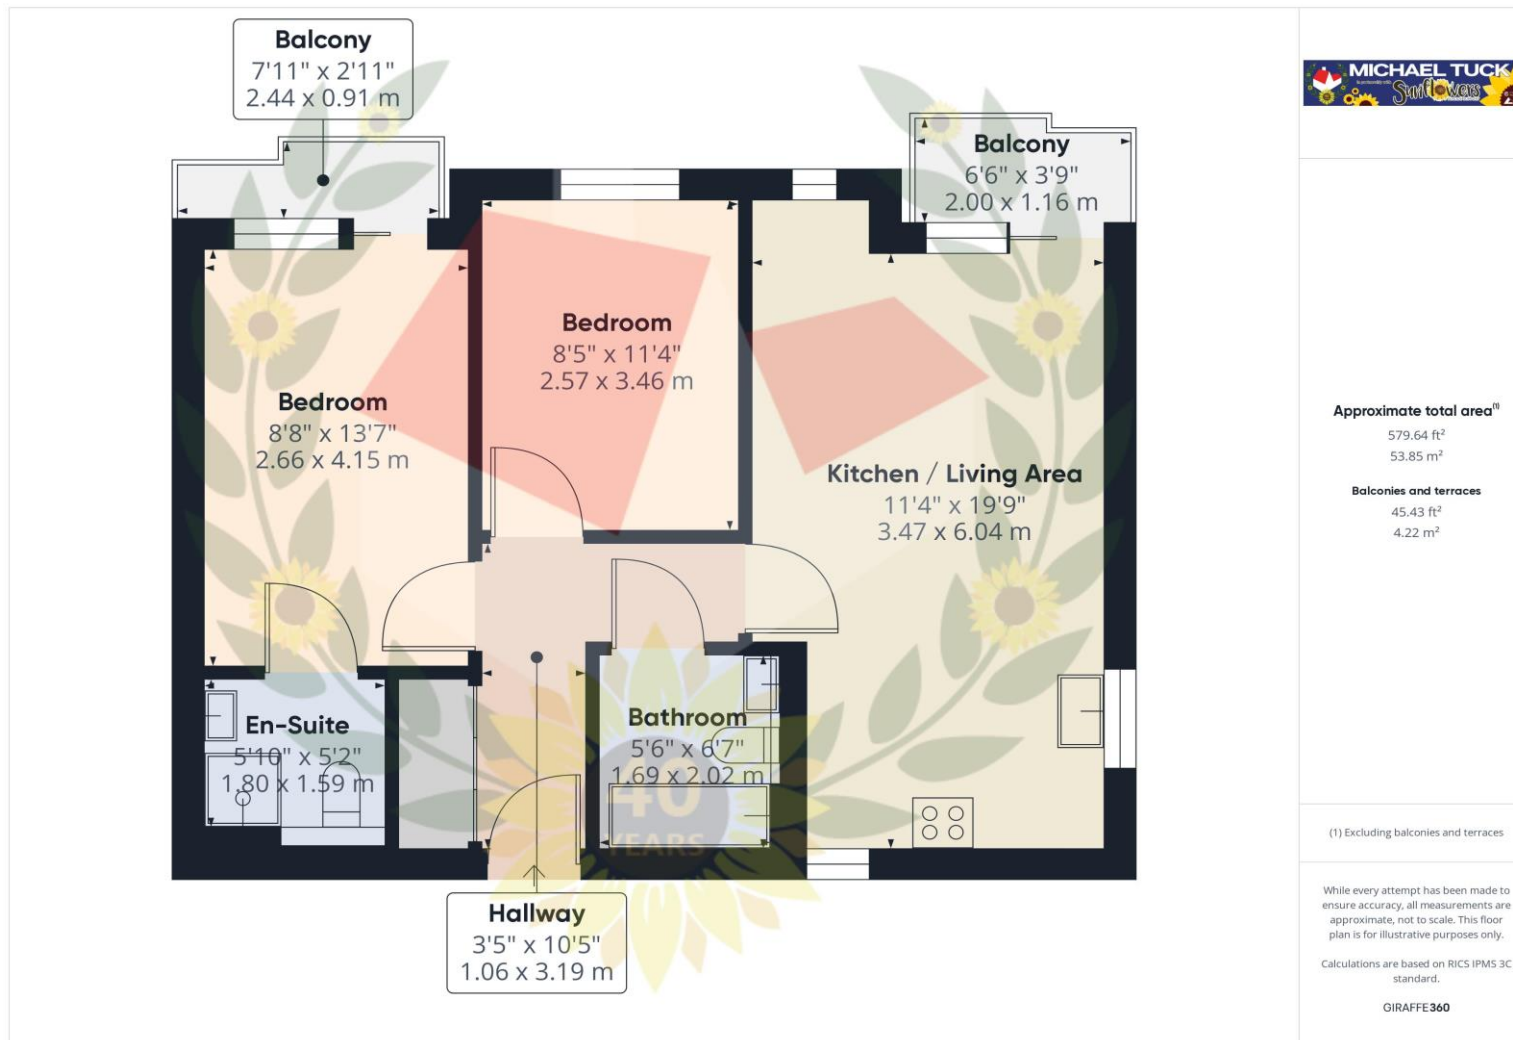 Balcony
7'11" x 2'11"
2.44 x 0.91 m
Balcony
6'6" x 3'9"
2.00 x 1.16 m
Bedroom
8'5" x 11'4"
2.57 x 3.46 m
Bedroom
8'8" x 13'7"
2.66 x 4.15 m
Kitchen / Living Area
11'4" x 19'9"
3.47 x 6.04 m
En-Suite
5'10" x 5'2"
1.80 x 1.59 m
Bathroom
5'6" x 6'7"
1.69 x 2.02 m
40
YEARS
Hallway
3'5" x 10'5"
1.06 x 3.19 m
MICHAEL TUCK
Sunflowers
Approximate total area(1)
579.64 ft²
53.85 m²
Balconies and terraces
45.43 ft²
4.22 m²
(1) Excluding balconies and terraces
While every attempt has been made to
ensure accuracy, all measurements are
approximate, not to scale. This floor
plan is for illustrative purposes only.
Calculations are based on RICS IPMS 3C
standard.
GIRAFFE360